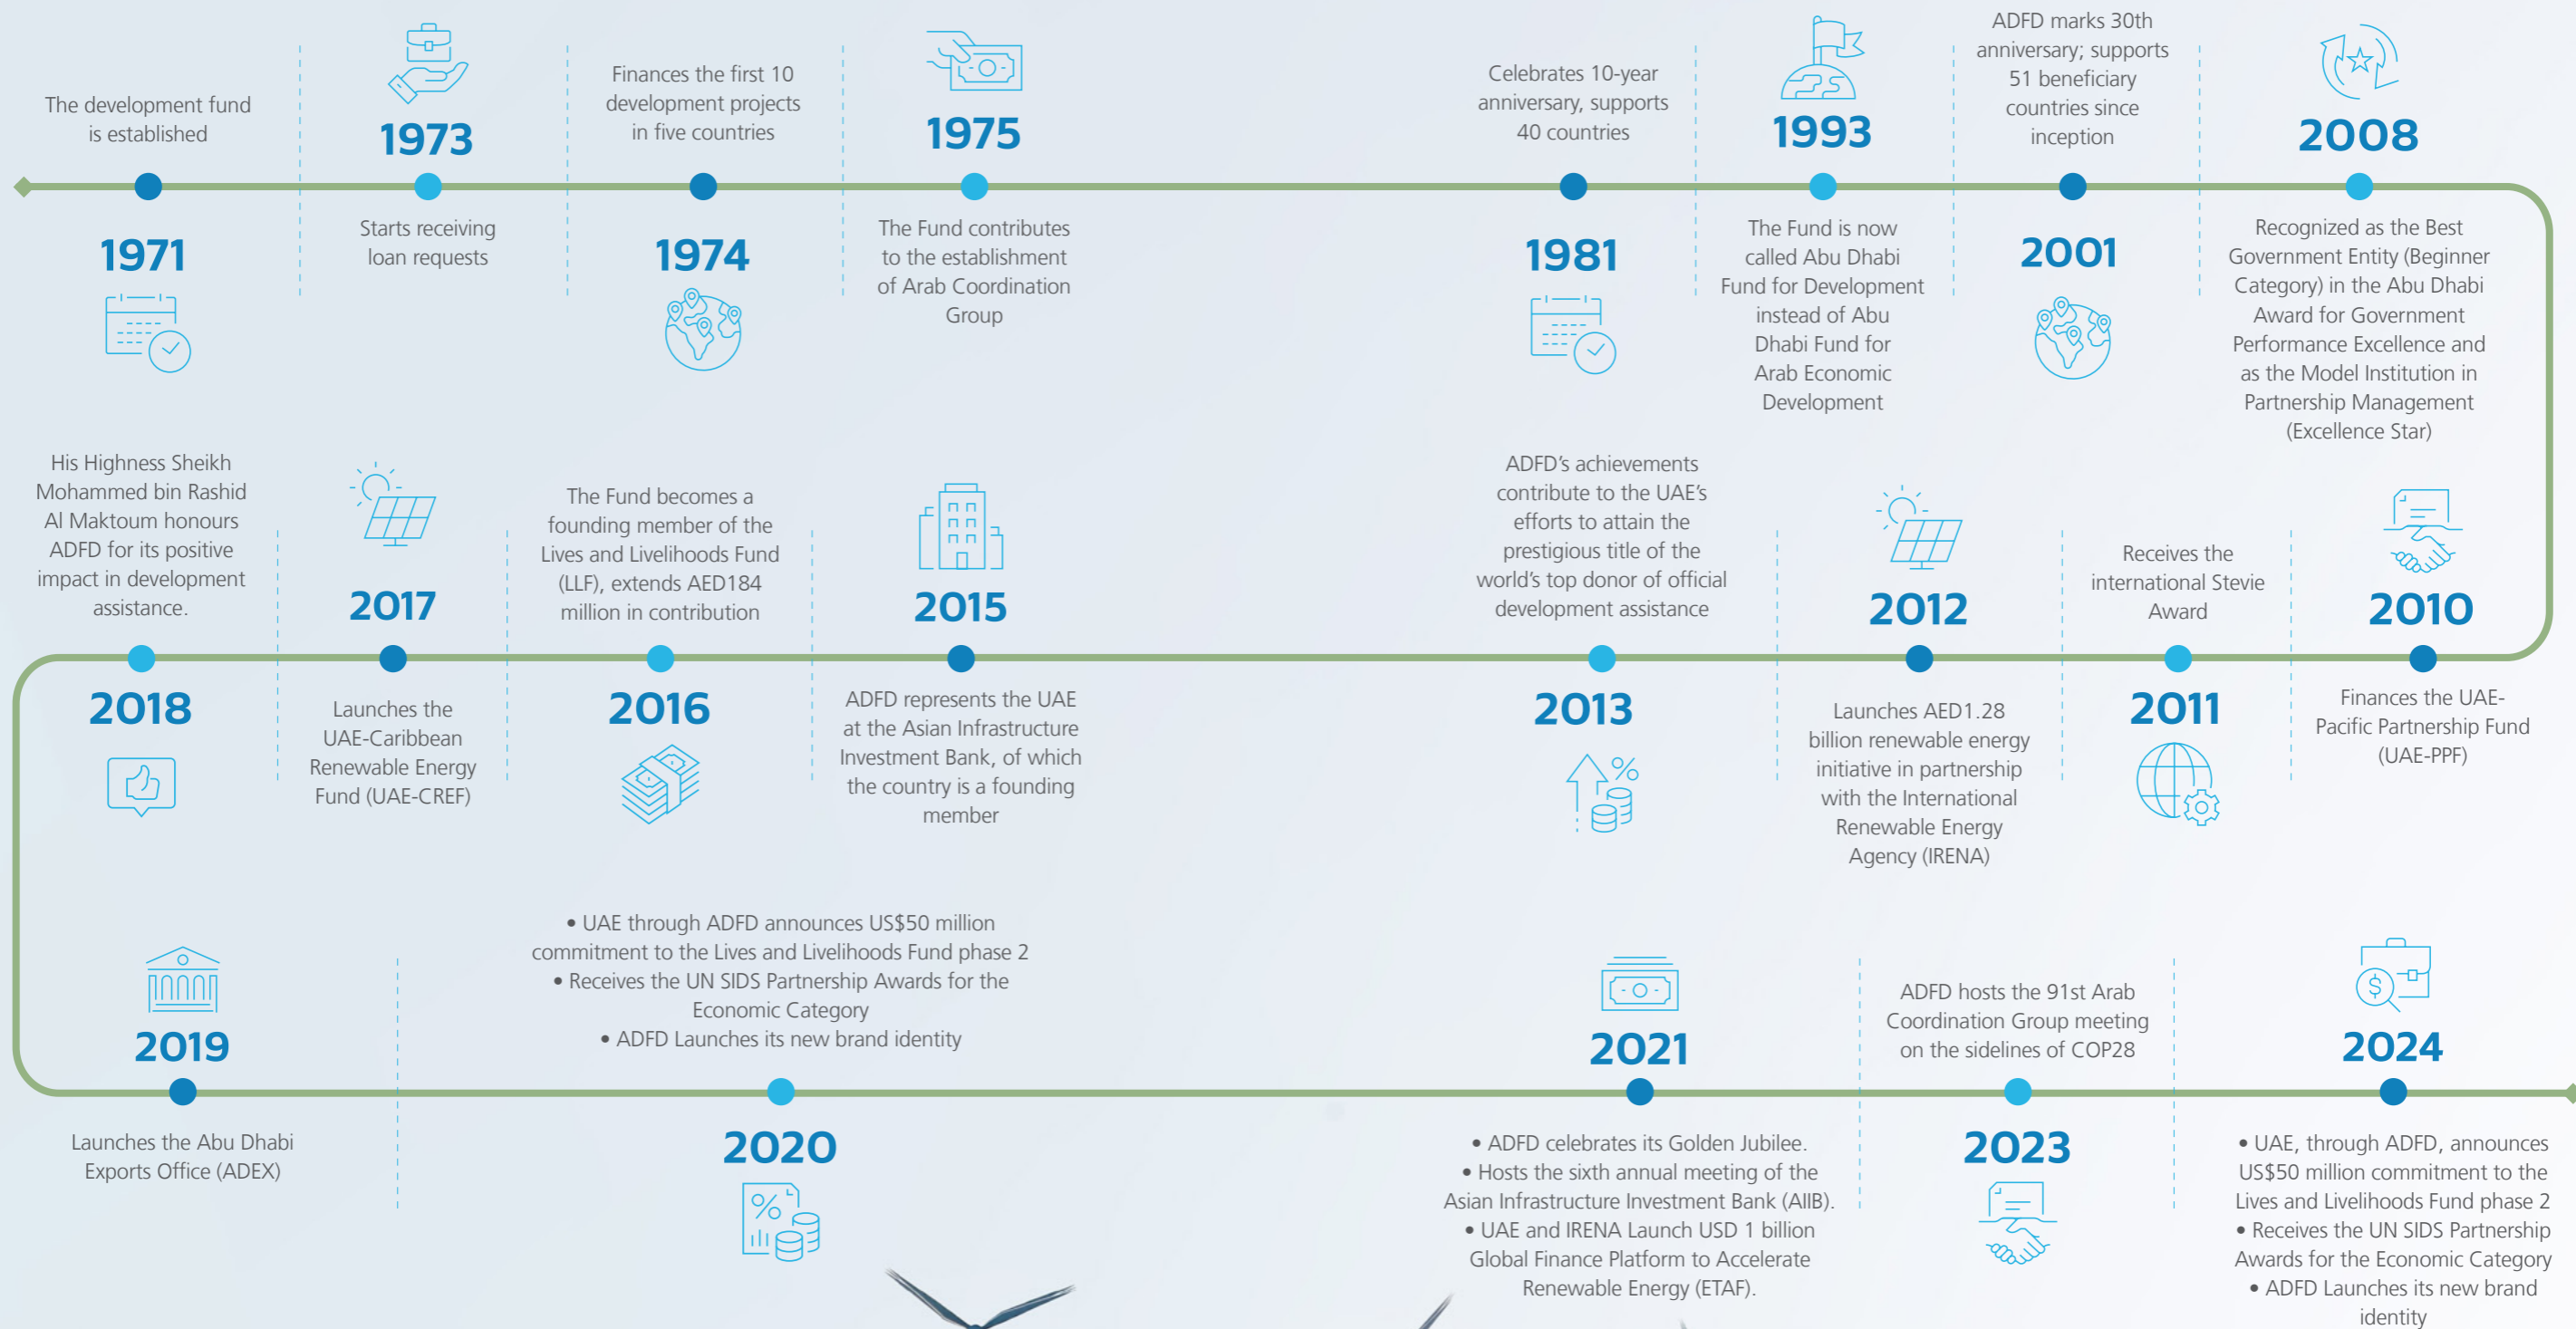 The development fund
is established
1971
1973
Starts receiving
loan requests
Finances the first 10
development projects
in five countries
1974
1975
The Fund contributes
to the establishment
of Arab Coordination
Group
Celebrates 10-year
anniversary, supports
40 countries
1981
1993
The Fund is now
called Abu Dhabi
Fund for Development
instead of Abu
Dhabi Fund for
Arab Economic
Development
ADFD marks 30th
anniversary; supports
51 beneficiary
countries since
inception
2001
2008
Recognized as the Best
Government Entity (Beginner
Category) in the Abu Dhabi
Award for Government
Performance Excellence and
as the Model Institution in
Partnership Management
(Excellence Star)
2010
Finances the UAE-
Pacific Partnership Fund
(UAE-PPF)
Receives the
international Stevie
Award
2011
2012
Launches AED1.28
billion renewable energy
initiative in partnership
with the International
Renewable Energy
Agency (IRENA)
ADFD's achievements
contribute to the UAE's
efforts to attain the
prestigious title of the
world's top donor of official
development assistance
2013
2015
ADFD represents the UAE
at the Asian Infrastructure
Investment Bank, of which
the country is a founding
member
The Fund becomes a
founding member of the
Lives and Livelihoods Fund
(LLF), extends AED184
million in contribution
2016
2017
Launches the
UAE-Caribbean
Renewable Energy
Fund (UAE-CREF)
His Highness Sheikh
Mohammed bin Rashid
Al Maktoum honours
ADFD for its positive
impact in development
assistance.
2018
2019
Launches the Abu Dhabi
Exports Office (ADEX)
• UAE through ADFD announces US$50 million
commitment to the Lives and Livelihoods Fund phase 2
• Receives the UN SIDS Partnership Awards for the
Economic Category
• ADFD Launches its new brand identity
2020
2021
• ADFD celebrates its Golden Jubilee.
• Hosts the sixth annual meeting of the
Asian Infrastructure Investment Bank (AIIB).
• UAE and IRENA Launch USD 1 billion
Global Finance Platform to Accelerate
Renewable Energy (ETAF).
ADFD hosts the 91st Arab
Coordination Group meeting
on the sidelines of COP28
2023
2024
• UAE, through ADFD, announces
US$50 million commitment to the
Lives and Livelihoods Fund phase 2
• Receives the UN SIDS Partnership
Awards for the Economic Category
• ADFD Launches its new brand
identity